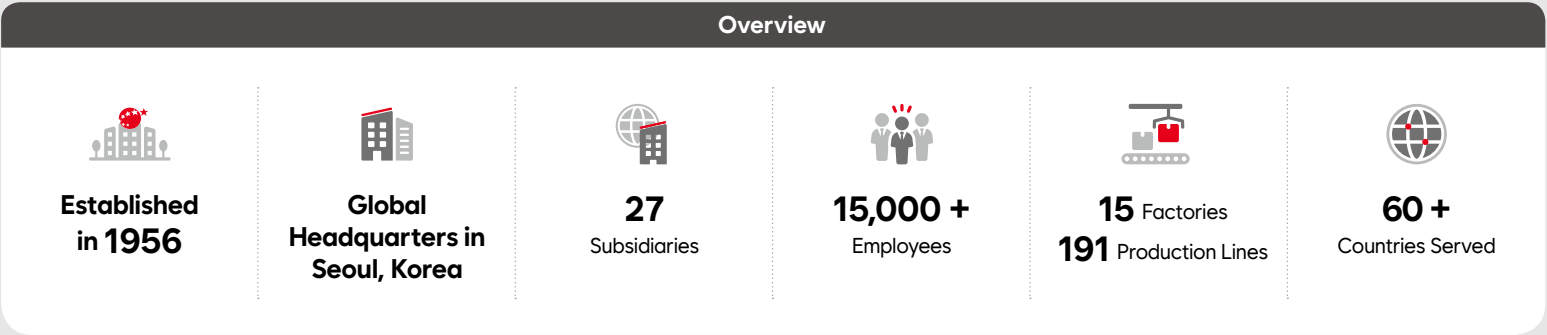 Overview
Established
in 1956
Global
Headquarters in
Seoul, Korea
27
Subsidiaries
15,000 +
Employees
15 Factories
191 Production Lines
60 +
Countries Served